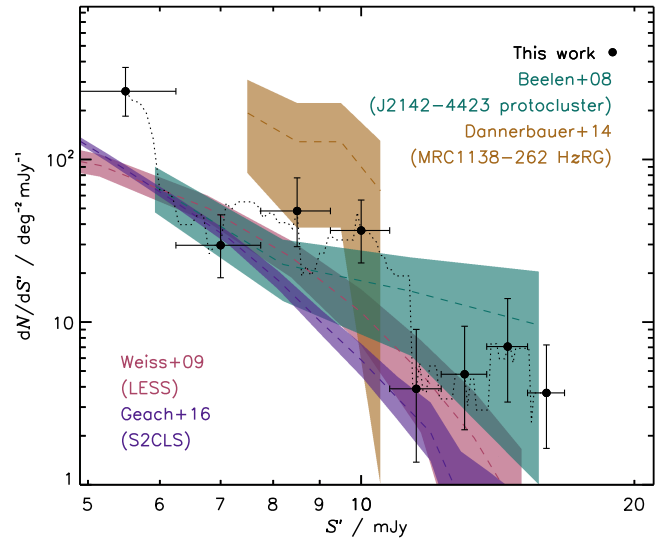 This work
Beelen+08
(J2142−4423 protocluster)
Dannerbauer+14
(MRC1138−262 HzRG)
10²
10
1
dN/dS' / deg⁻² mJy⁻¹
Weiss+09
(LESS)
Geach+16
(S2CLS)
5 6 7 8 9 10 20
S' / mJy